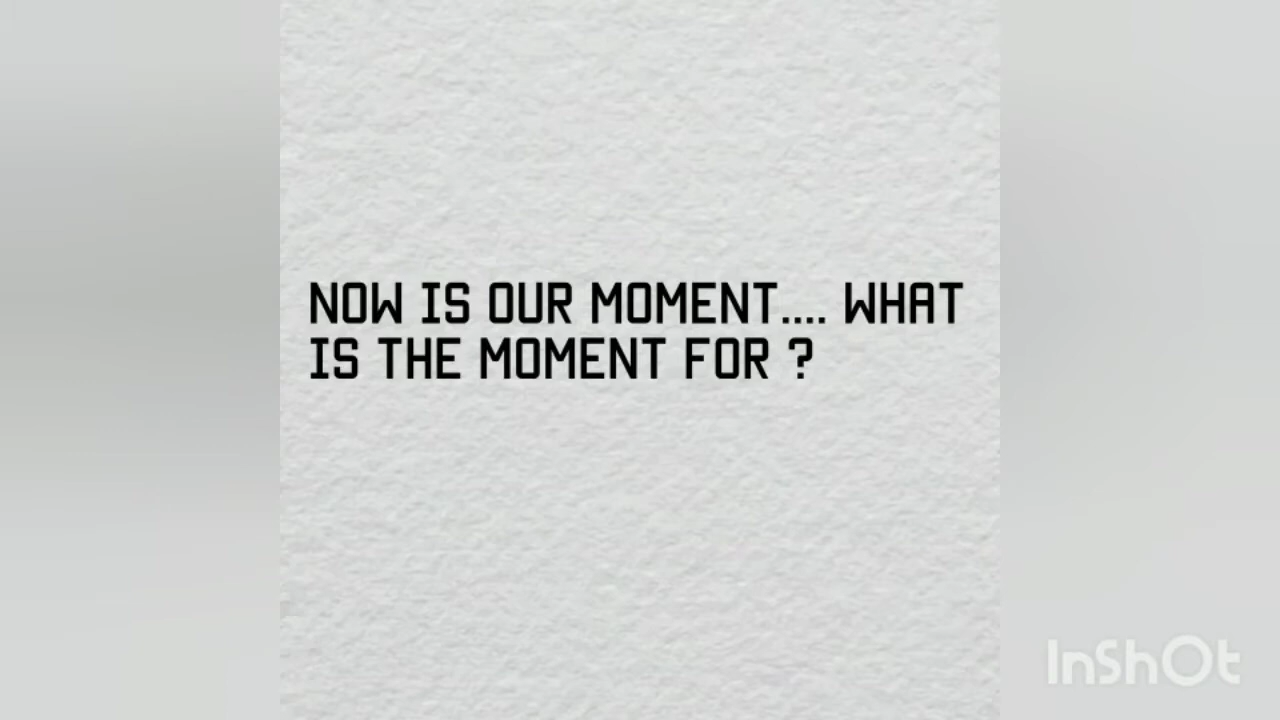 NOW IS OUR MOMENT.... WHAT
IS THE MOMENT FOR ?
InShOt